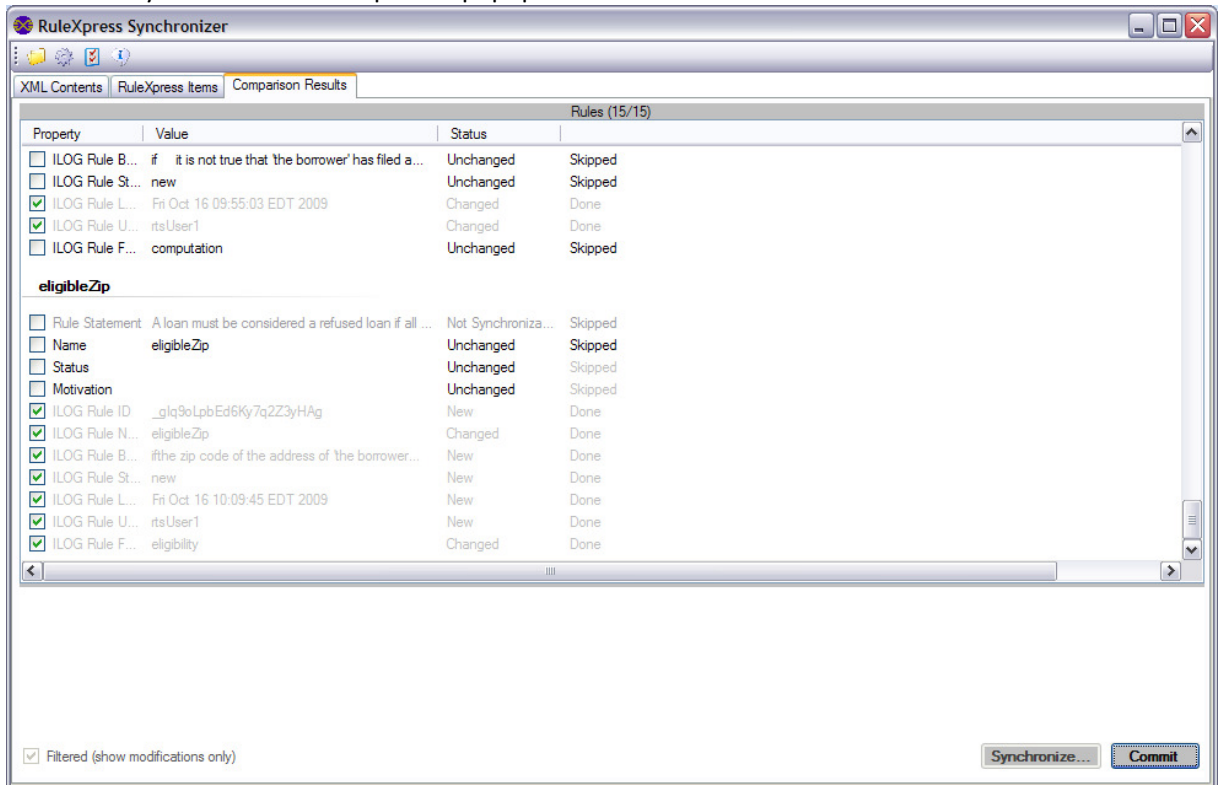 RuleXpress Synchronizer
XML Contents RuleXpress Items Comparison Results
Rules (15/15)
Property Value Status
ILOG Rule B... if it is not true that 'the borrower' has filed a... Unchanged Skipped
ILOG Rule St... new Unchanged Skipped
ILOG Rule L... Fri Oct 16 09:55:03 EDT 2009 Changed Done
ILOG Rule U... rtsUser1 Changed Done
ILOG Rule F... computation Unchanged Skipped
eligibleZip
Rule Statement A loan must be considered a refused loan if all ... Not Synchroniza... Skipped
Name eligibleZip Unchanged Skipped
Status Unchanged Skipped
Motivation Unchanged Skipped
ILOG Rule ID _glq9oLpbEd6Ky7q2Z3yHAg New Done
ILOG Rule N... eligibleZip Changed Done
ILOG Rule B... ifthe zip code of the address of 'the borrower... New Done
ILOG Rule St... new New Done
ILOG Rule L... Fri Oct 16 10:09:45 EDT 2009 New Done
ILOG Rule U... rtsUser1 New Done
ILOG Rule F... eligibility Changed Done
Filtered (show modifications only) Synchronize... Commit